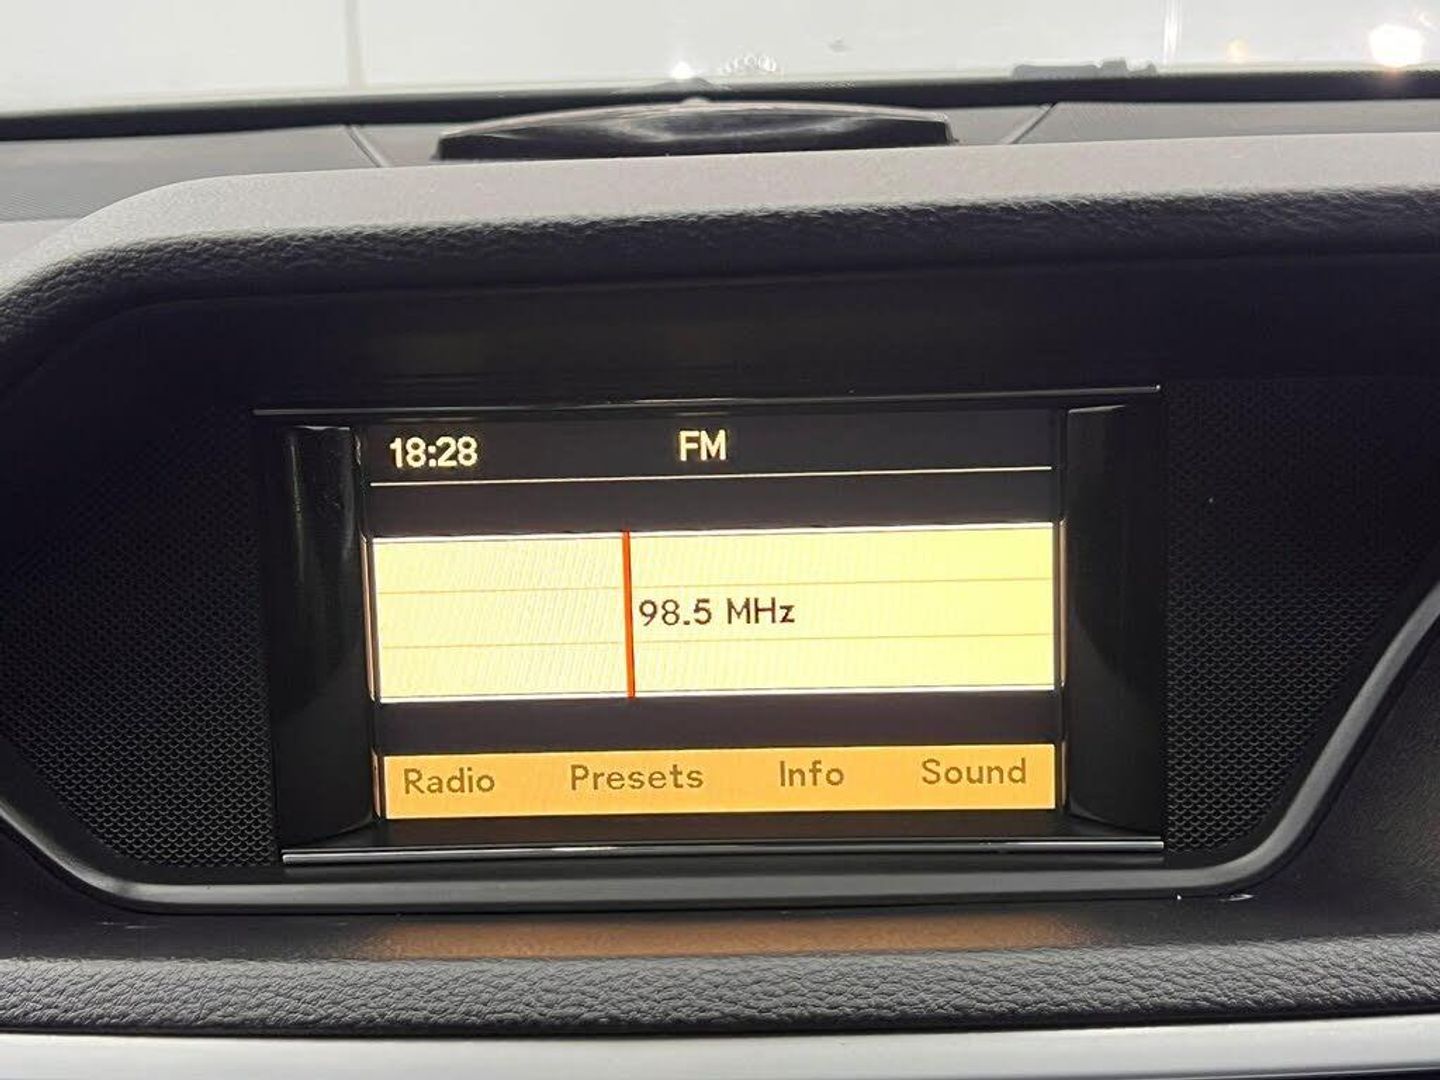 18:28 FM
98.5 MHz
Radio Presets Info Sound